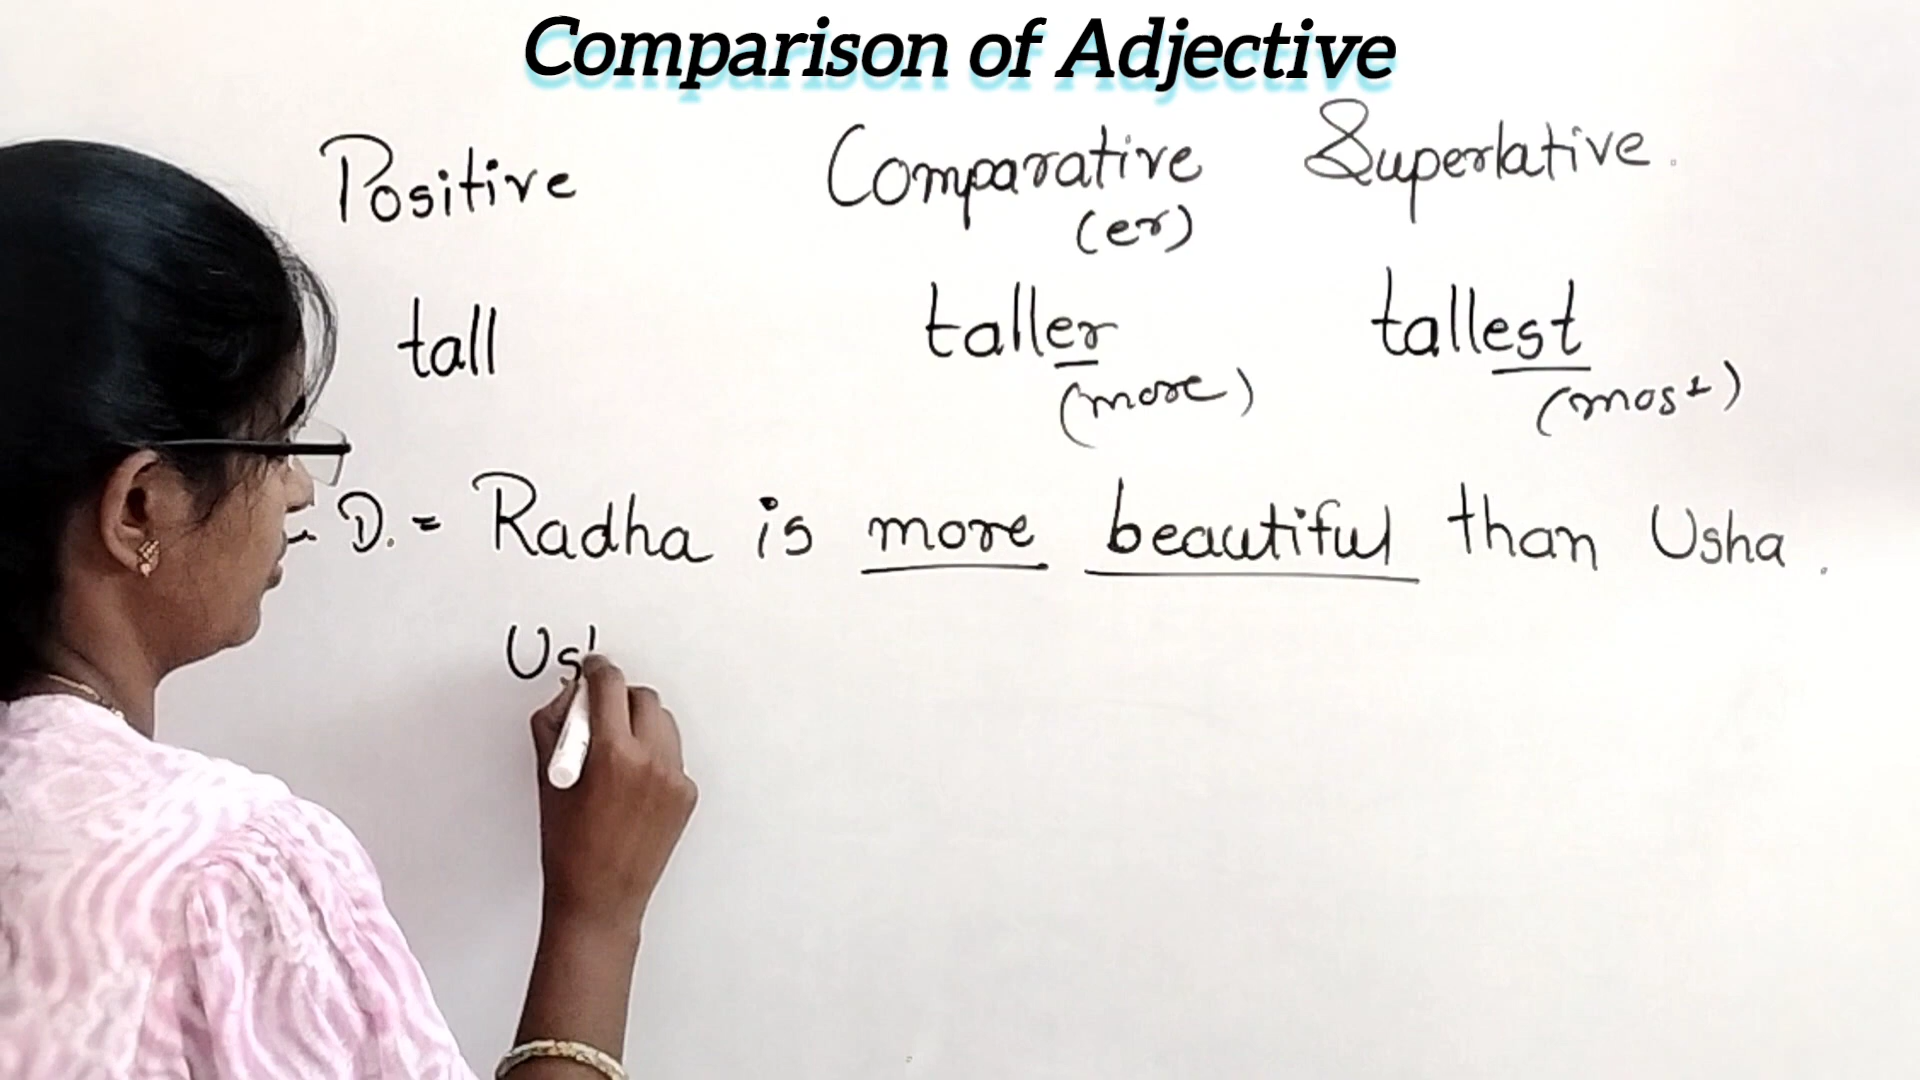 Comparison of Adjective
Positive Comparative Superlative.
(er)
tall taller tallest
(more) (most)
D. = Radha is more beautiful than Usha.
Us